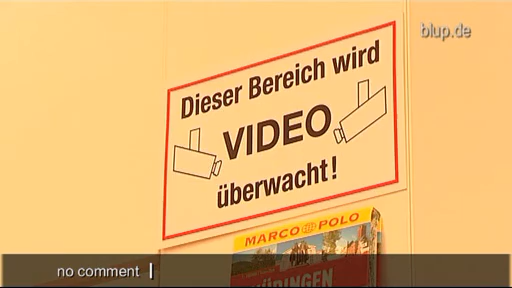 blup.de
Dieser Bereich wird
VIDEO
überwacht!
MARCO POLO
no comment